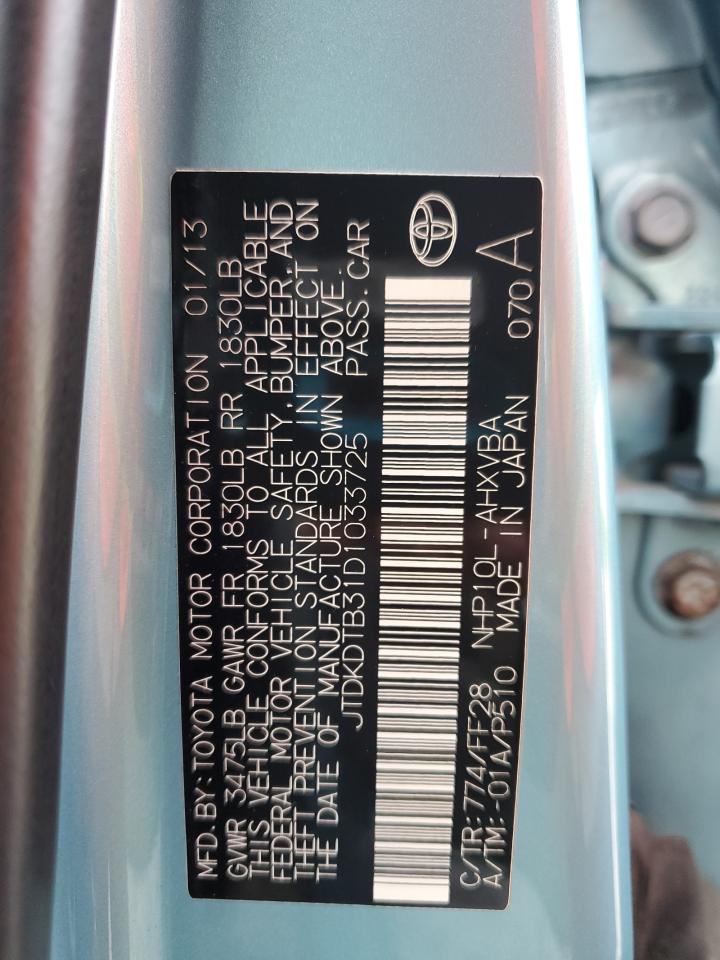 MFD.BY:TOYOTA MOTOR CORPORATION 01/13
GVWR 3475LB GAWR FR 1830LB RR 1830LB
THIS VEHICLE CONFORMS TO ALL APPLICABLE
FEDERAL MOTOR VEHICLE SAFETY, BUMPER, AND
THEFT PREVENTION STANDARDS IN EFFECT ON
THE DATE OF MANUFACTURE SHOWN ABOVE.
JTDKDTB31D1033725 PASS.CAR
C/TR:774/FF28 NHP10L-AHXVBA 070 A
A/TM:-01A/P510 MADE IN JAPAN